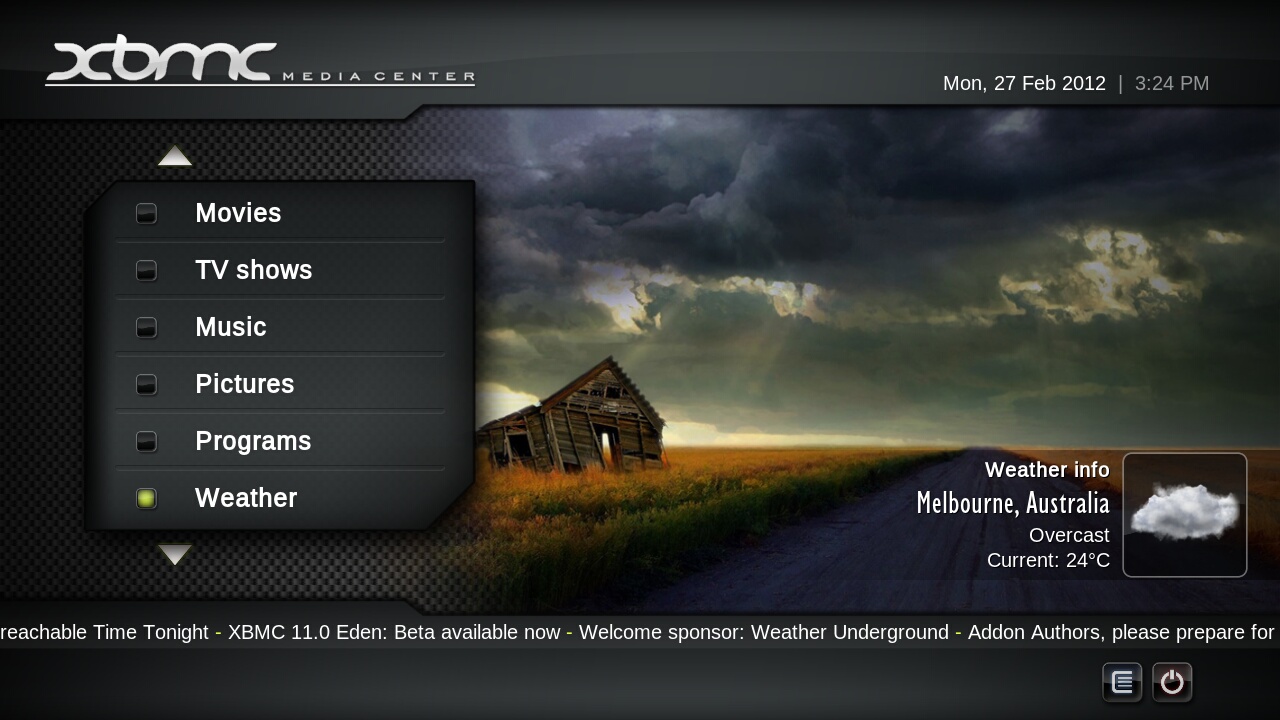 xbmc MEDIA CENTER
Mon, 27 Feb 2012 | 3:24 PM
Movies
TV shows
Music
Pictures
Programs
Weather
Weather info
Melbourne, Australia
Overcast
Current: 24°C
reachable Time Tonight - XBMC 11.0 Eden: Beta available now - Welcome sponsor: Weather Underground - Addon Authors, please prepare for